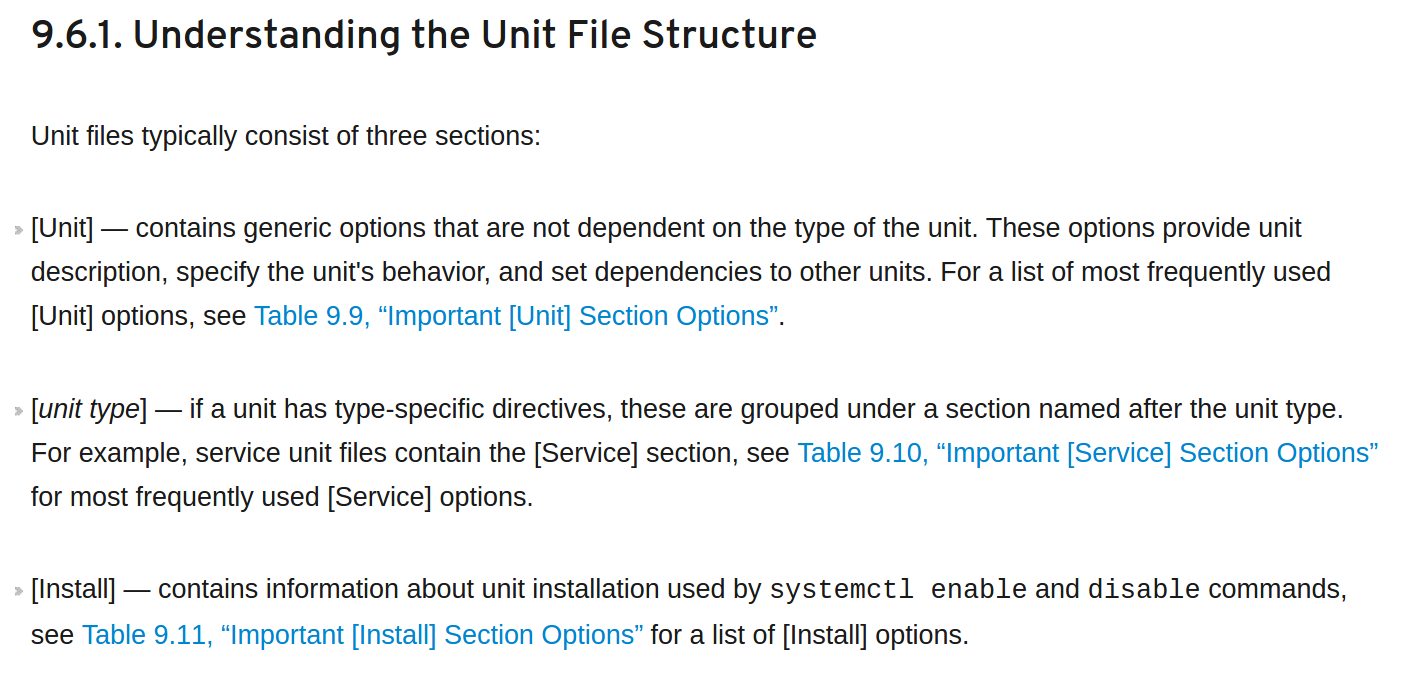 9.6.1. Understanding the Unit File Structure
Unit files typically consist of three sections:
[Unit] — contains generic options that are not dependent on the type of the unit. These options provide unit
description, specify the unit's behavior, and set dependencies to other units. For a list of most frequently used
[Unit] options, see Table 9.9, “Important [Unit] Section Options”.
[unit type] — if a unit has type-specific directives, these are grouped under a section named after the unit type.
For example, service unit files contain the [Service] section, see Table 9.10, “Important [Service] Section Options”
for most frequently used [Service] options.
[Install] — contains information about unit installation used by systemctl enable and disable commands,
see Table 9.11, “Important [Install] Section Options” for a list of [Install] options.